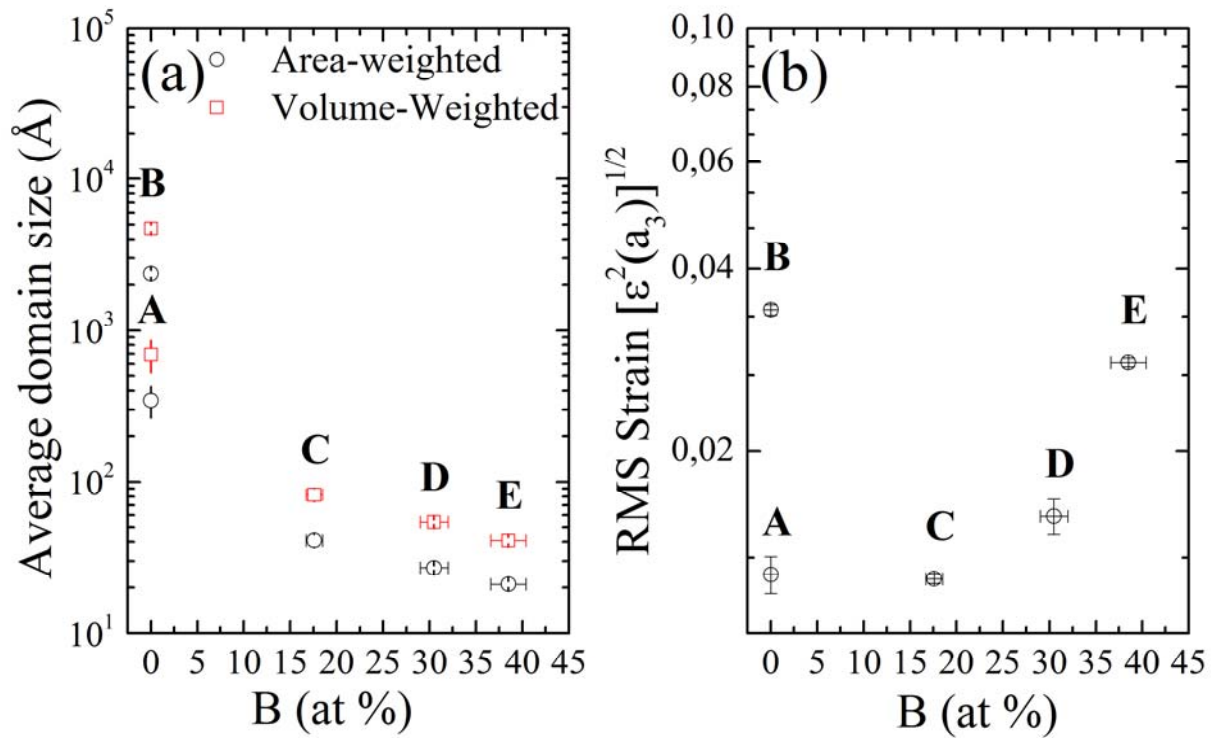 (a)
Area-weighted
Volume-Weighted
Average domain size (Å)
10^5
10^4
10^3
10^2
10^1
B
A
C
D
E
0 5 10 15 20 25 30 35 40 45
B (at %)
(b)
RMS Strain [ε^2(a_3)]^1/2
0,10
0,08
0,06
0,04
0,02
B
A
C
D
E
0 5 10 15 20 25 30 35 40 45
B (at %)